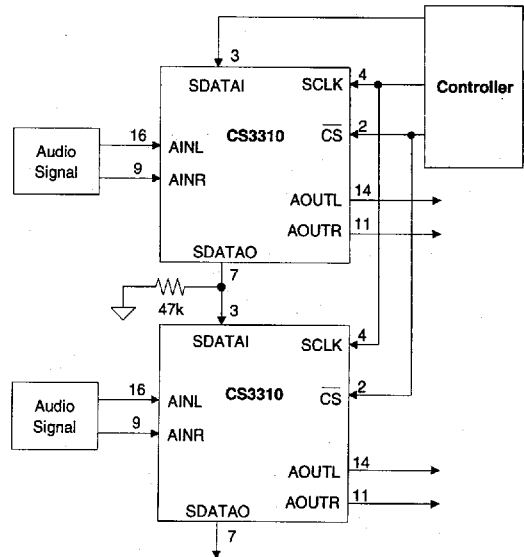 3
SDATAI
SCLK
4
Controller
CS3310
CS
2
Audio
Signal
16
AINL
9
AINR
AOUTL
14
AOUTR
11
SDATAO
7
47k
3
SDATAI
SCLK
4
CS3310
CS
2
Audio
Signal
16
AINL
9
AINR
AOUTL
14
AOUTR
11
SDATAO
7